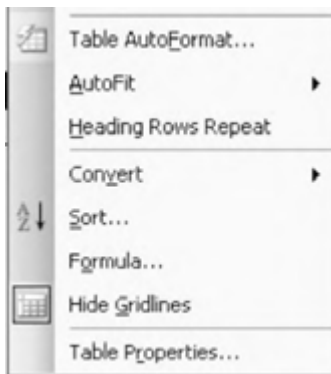 Table AutoFormat...
AutoFit
Heading Rows Repeat
Convert
Sort...
Formula...
Hide Gridlines
Table Properties...